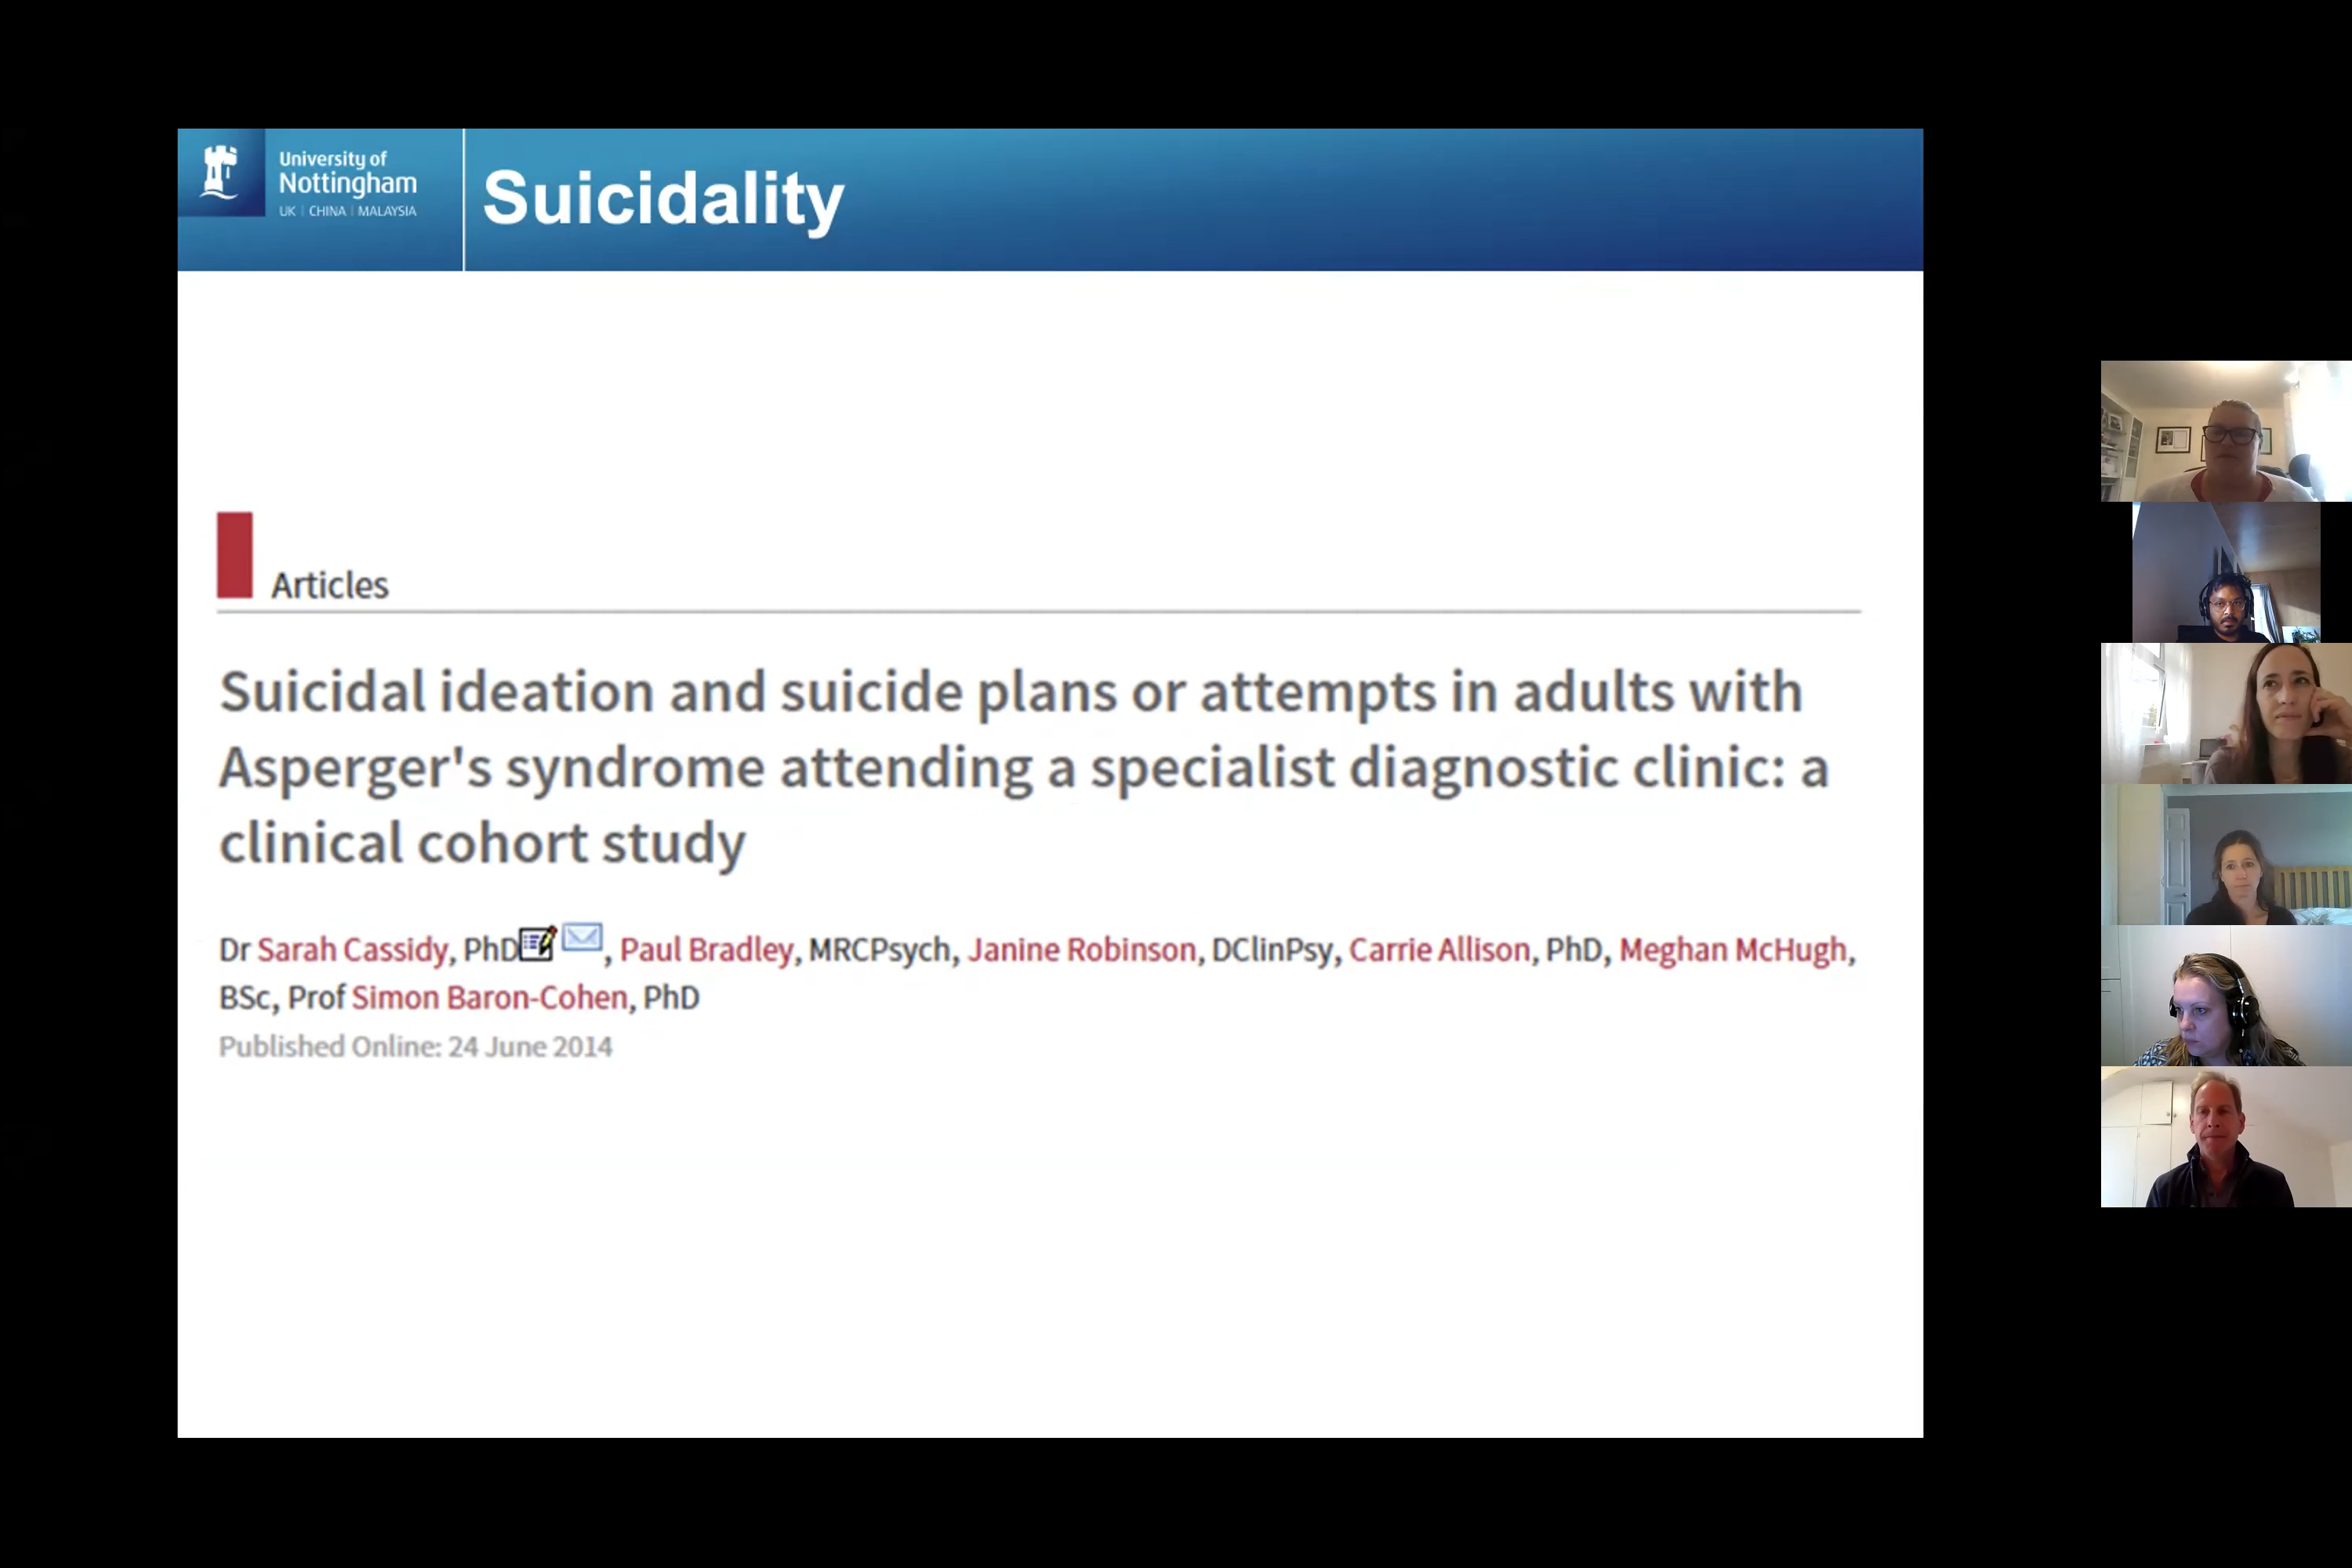 University of
Nottingham
UK | CHINA | MALAYSIA
Suicidality
Articles
Suicidal ideation and suicide plans or attempts in adults with
Asperger's syndrome attending a specialist diagnostic clinic: a
clinical cohort study
Dr Sarah Cassidy, PhD, Paul Bradley, MRCPsych, Janine Robinson, DClinPsy, Carrie Allison, PhD, Meghan McHugh,
BSc, Prof Simon Baron-Cohen, PhD
Published Online: 24 June 2014